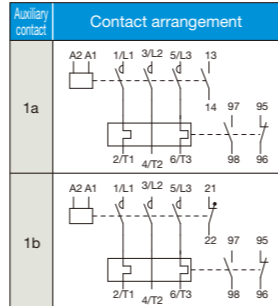 Auxiliary contact
Contact arrangement
1a
A2 A1 1/L1 3/L2 5/L3 13
14 97 95
2/T1 4/T2 6/T3 98 96
1b
A2 A1 1/L1 3/L2 5/L3 21
22 97 95
2/T1 4/T2 6/T3 98 96